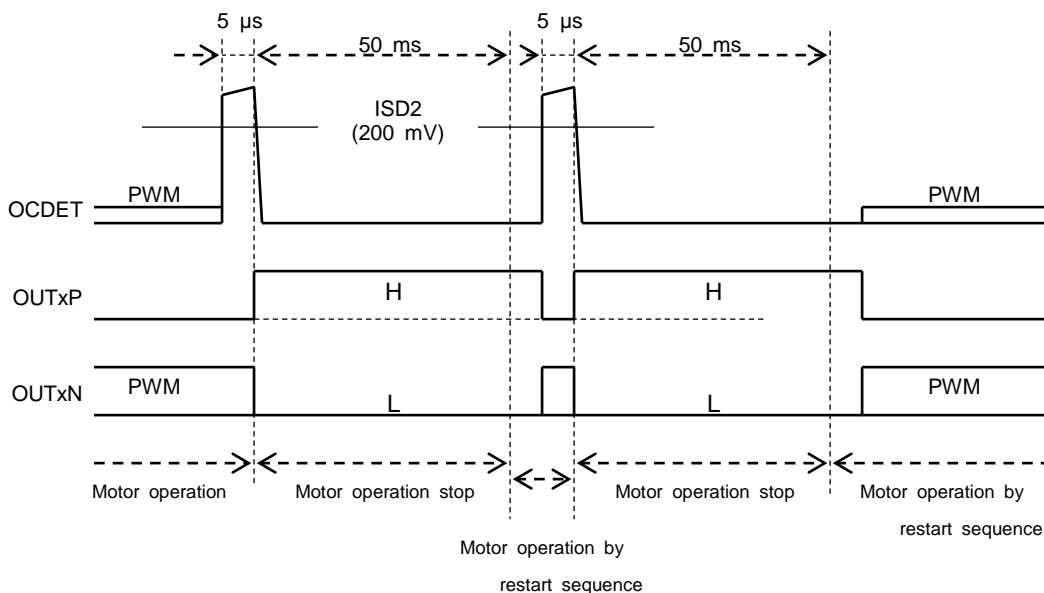 5 µs
5 µs
50 ms
50 ms
ISD2
(200 mV)
PWM
PWM
OCDET
H
H
OUTxP
PWM
PWM
OUTxN
L
L
Motor operation
Motor operation stop
Motor operation stop
Motor operation by
restart sequence
Motor operation by
restart sequence